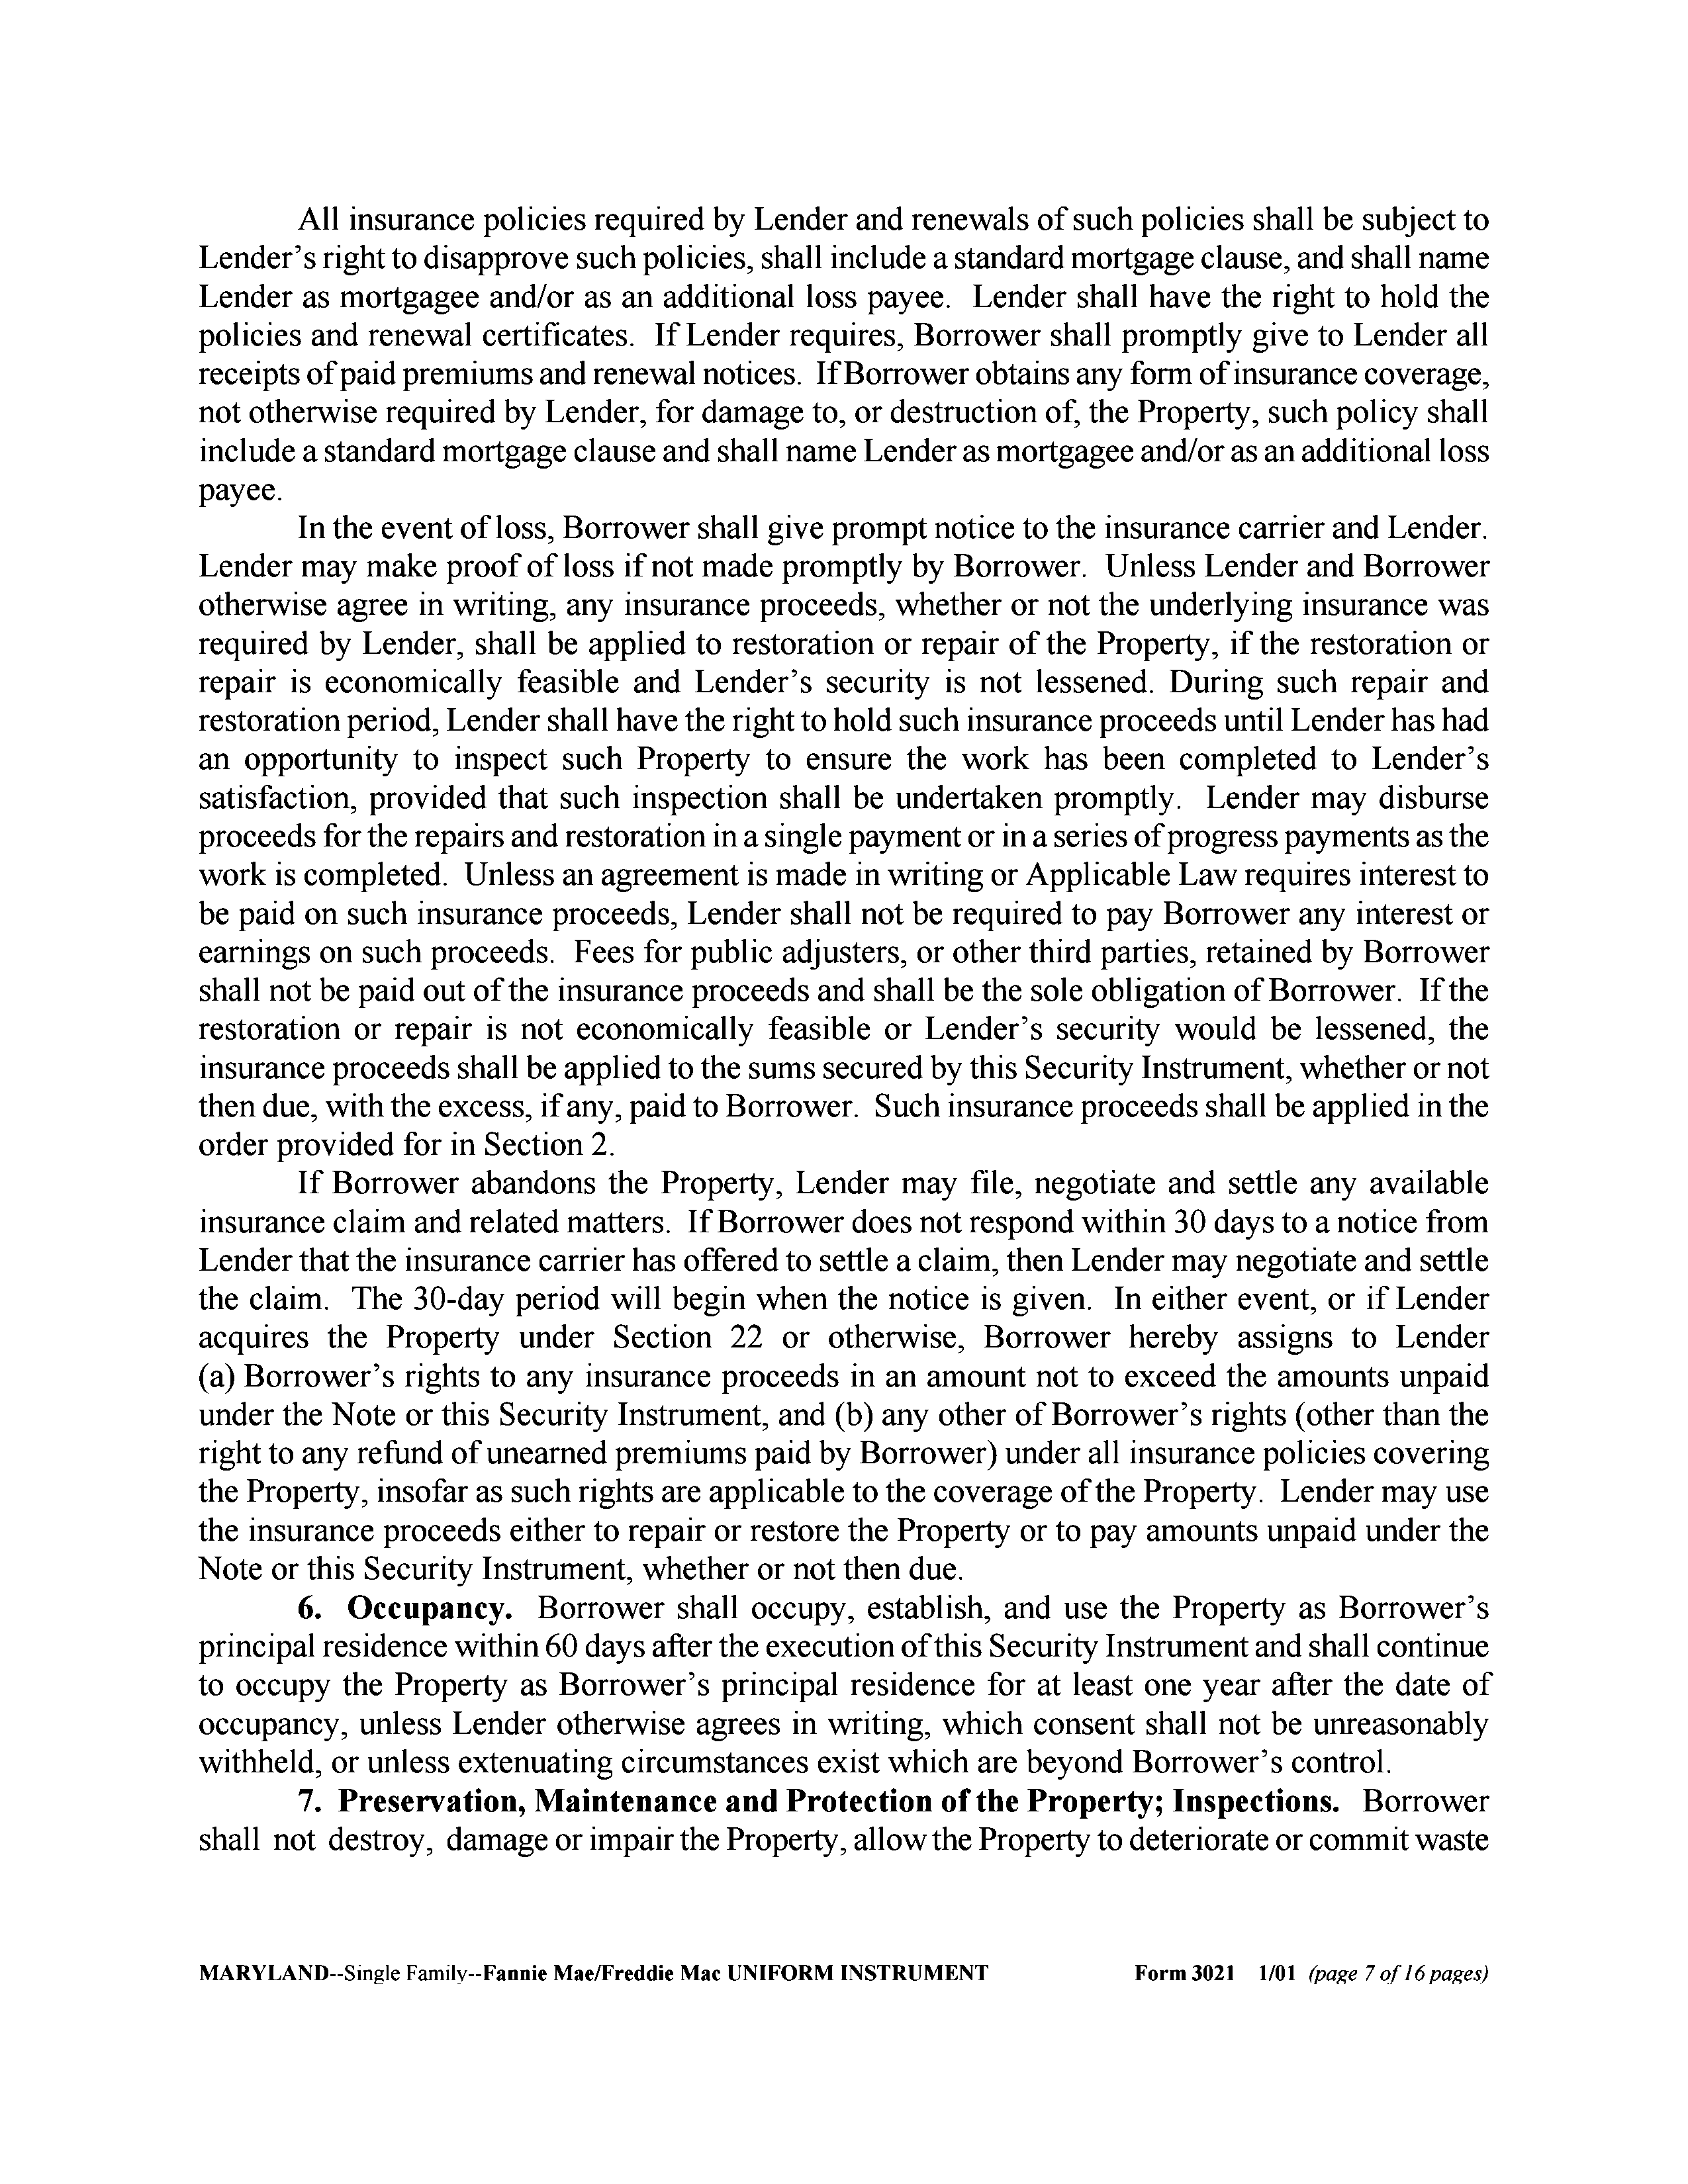 All insurance policies required by Lender and renewals of such policies shall be subject to
Lender’s right to disapprove such policies, shall include a standard mortgage clause, and shall name
Lender as mortgagee and/or as an additional loss payee. Lender shall have the right to hold the
policies and renewal certificates. If Lender requires, Borrower shall promptly give to Lender all
receipts of paid premiums and renewal notices. If Borrower obtains any form of insurance coverage,
not otherwise required by Lender, for damage to, or destruction of, the Property, such policy shall
include a standard mortgage clause and shall name Lender as mortgagee and/or as an additional loss
payee.
In the event of loss, Borrower shall give prompt notice to the insurance carrier and Lender.
Lender may make proof of loss if not made promptly by Borrower. Unless Lender and Borrower
otherwise agree in writing, any insurance proceeds, whether or not the underlying insurance was
required by Lender, shall be applied to restoration or repair of the Property, if the restoration or
repair is economically feasible and Lender’s security is not lessened. During such repair and
restoration period, Lender shall have the right to hold such insurance proceeds until Lender has had
an opportunity to inspect such Property to ensure the work has been completed to Lender’s
satisfaction, provided that such inspection shall be undertaken promptly. Lender may disburse
proceeds for the repairs and restoration in a single payment or in a series of progress payments as the
work is completed. Unless an agreement is made in writing or Applicable Law requires interest to
be paid on such insurance proceeds, Lender shall not be required to pay Borrower any interest or
earnings on such proceeds. Fees for public adjusters, or other third parties, retained by Borrower
shall not be paid out of the insurance proceeds and shall be the sole obligation of Borrower. If the
restoration or repair is not economically feasible or Lender’s security would be lessened, the
insurance proceeds shall be applied to the sums secured by this Security Instrument, whether or not
then due, with the excess, if any, paid to Borrower. Such insurance proceeds shall be applied in the
order provided for in Section 2.
If Borrower abandons the Property, Lender may file, negotiate and settle any available
insurance claim and related matters. If Borrower does not respond within 30 days to a notice from
Lender that the insurance carrier has offered to settle a claim, then Lender may negotiate and settle
the claim. The 30-day period will begin when the notice is given. In either event, or if Lender
acquires the Property under Section 22 or otherwise, Borrower hereby assigns to Lender
(a) Borrower’s rights to any insurance proceeds in an amount not to exceed the amounts unpaid
under the Note or this Security Instrument, and (b) any other of Borrower’s rights (other than the
right to any refund of unearned premiums paid by Borrower) under all insurance policies covering
the Property, insofar as such rights are applicable to the coverage of the Property. Lender may use
the insurance proceeds either to repair or restore the Property or to pay amounts unpaid under the
Note or this Security Instrument, whether or not then due.
6. Occupancy. Borrower shall occupy, establish, and use the Property as Borrower’s
principal residence within 60 days after the execution of this Security Instrument and shall continue
to occupy the Property as Borrower’s principal residence for at least one year after the date of
occupancy, unless Lender otherwise agrees in writing, which consent shall not be unreasonably
withheld, or unless extenuating circumstances exist which are beyond Borrower’s control.
7. Preservation, Maintenance and Protection of the Property; Inspections. Borrower
shall not destroy, damage or impair the Property, allow the Property to deteriorate or commit waste
MARYLAND--Single Family--Fannie Mae/Freddie Mac UNIFORM INSTRUMENT Form 3021 1/01 (page 7 of 16 pages)